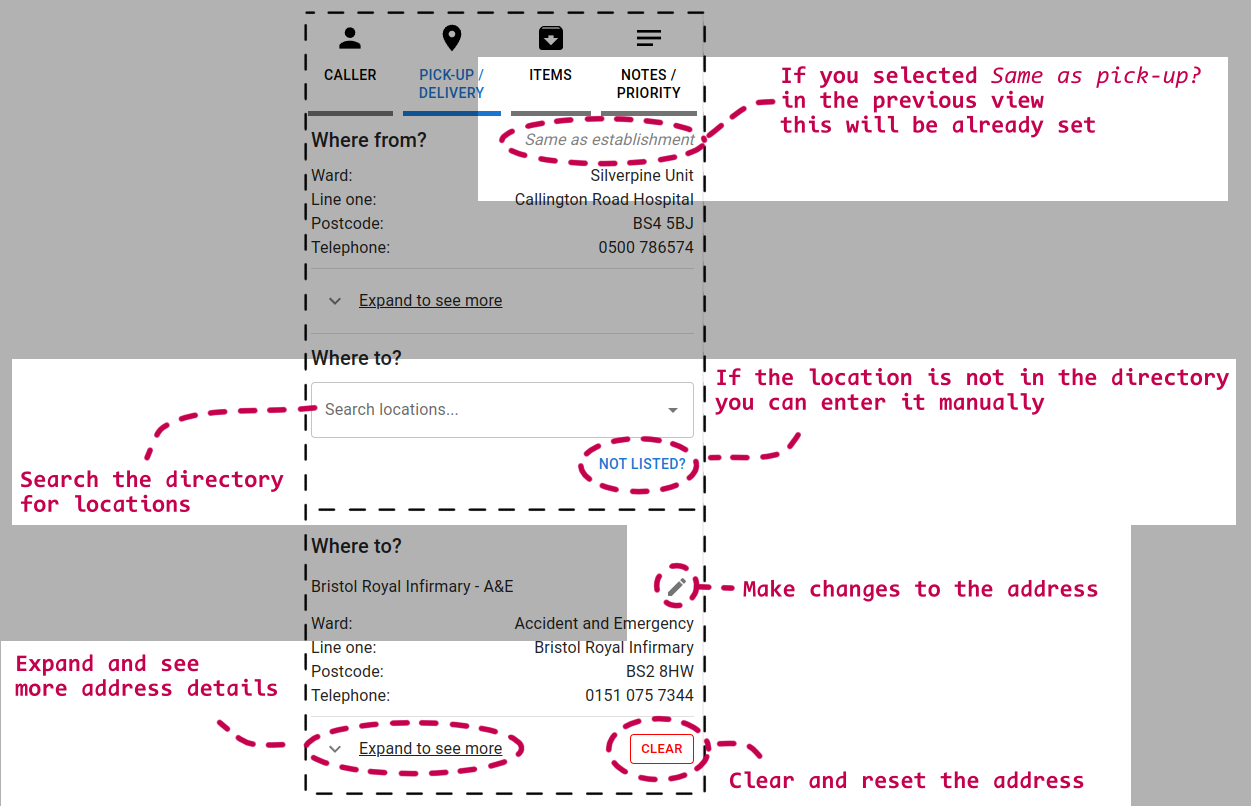 CALLER
PICK-UP /
DELIVERY
ITEMS
NOTES /
PRIORITY
If you selected Same as pick-up?
in the previous view
this will be already set
Where from?
Same as establishment
Ward: Silverpine Unit
Line one: Callington Road Hospital
Postcode: BS4 5BJ
Telephone: 0500 786574
Expand to see more
Where to?
If the location is not in the directory
you can enter it manually
Search locations...
NOT LISTED?
Search the directory
for locations
Where to?
Bristol Royal Infirmary - A&E
Make changes to the address
Ward: Accident and Emergency
Line one: Bristol Royal Infirmary
Postcode: BS2 8HW
Telephone: 0151 075 7344
Expand and see
more address details
Expand to see more
CLEAR
Clear and reset the address